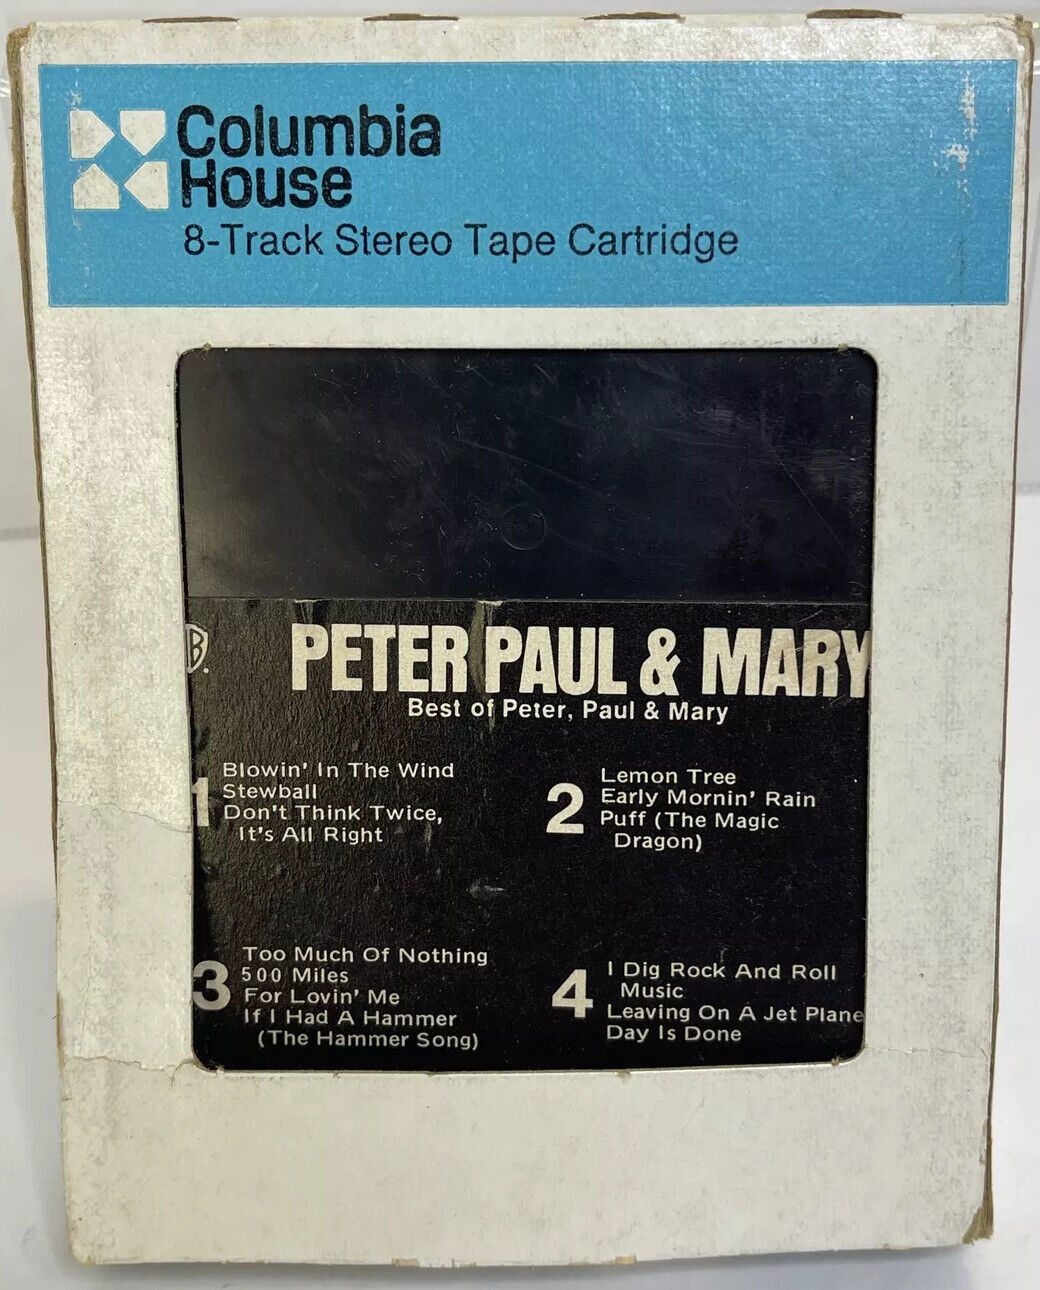 Columbia
House
8-Track Stereo Tape Cartridge
B.
PETER PAUL & MARY
Best of Peter, Paul & Mary
1
Blowin' In The Wind
Stewball
Don't Think Twice,
It's All Right
2
Lemon Tree
Early Mornin' Rain
Puff (The Magic
Dragon)
3
Too Much Of Nothing
500 Miles
For Lovin' Me
If I Had A Hammer
(The Hammer Song)
4
I Dig Rock And Roll
Music
Leaving On A Jet Plane
Day Is Done